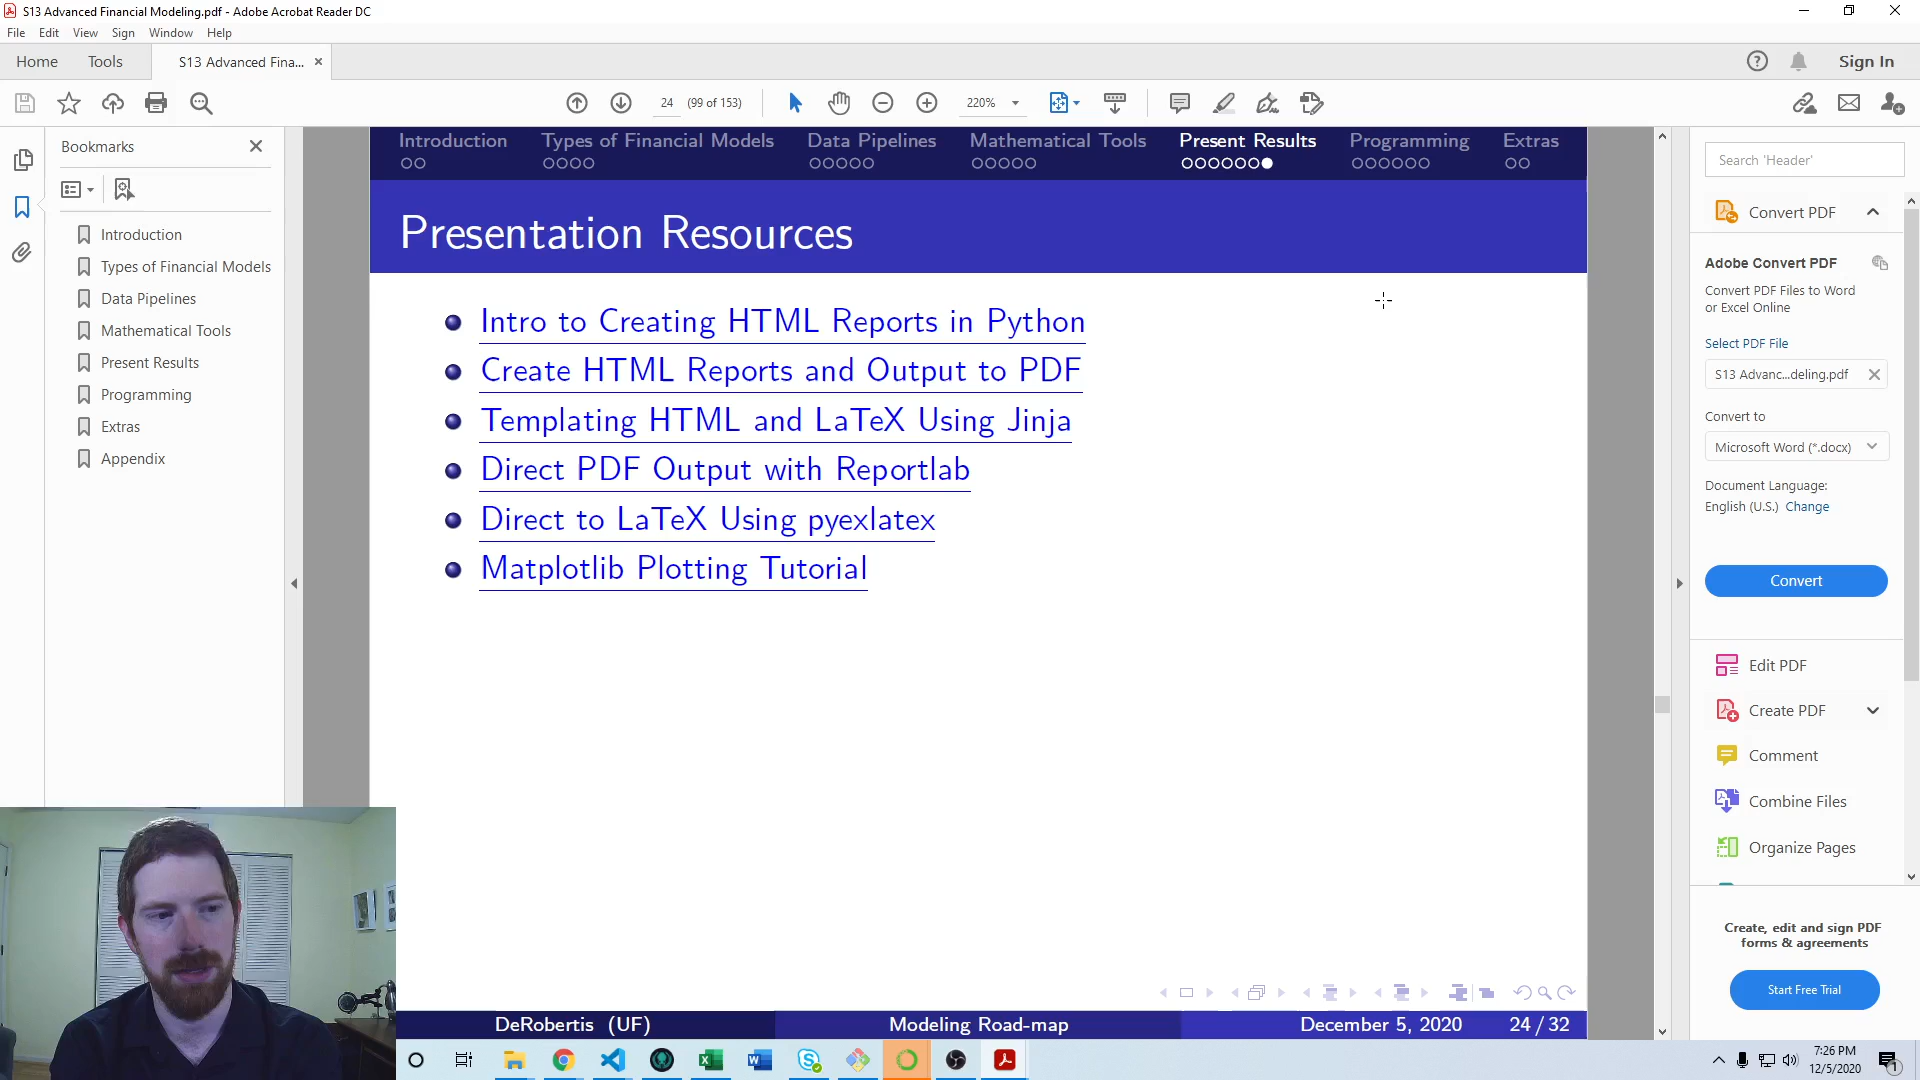 S13 Advanced Financial Modeling.pdf - Adobe Acrobat Reader DC
File Edit View Sign Window Help
Home Tools S13 Advanced Fina... Sign In
24 (99 of 153) 220%
Bookmarks
Introduction
Types of Financial Models
Data Pipelines
Mathematical Tools
Present Results
Programming
Extras
Appendix
Introduction Types of Financial Models Data Pipelines Mathematical Tools Present Results Programming Extras
Presentation Resources
Intro to Creating HTML Reports in Python
Create HTML Reports and Output to PDF
Templating HTML and LaTeX Using Jinja
Direct PDF Output with Reportlab
Direct to LaTeX Using pyexlatex
Matplotlib Plotting Tutorial
DeRobertis (UF) Modeling Road-map December 5, 2020 24 / 32
Search 'Header'
Convert PDF
Adobe Convert PDF
Convert PDF Files to Word
or Excel Online
Select PDF File
S13 Advanc...deling.pdf
Convert to
Microsoft Word (*.docx)
Document Language:
English (U.S.) Change
Convert
Edit PDF
Create PDF
Comment
Combine Files
Organize Pages
Create, edit and sign PDF
forms & agreements
Start Free Trial
7:26 PM
12/5/2020
1